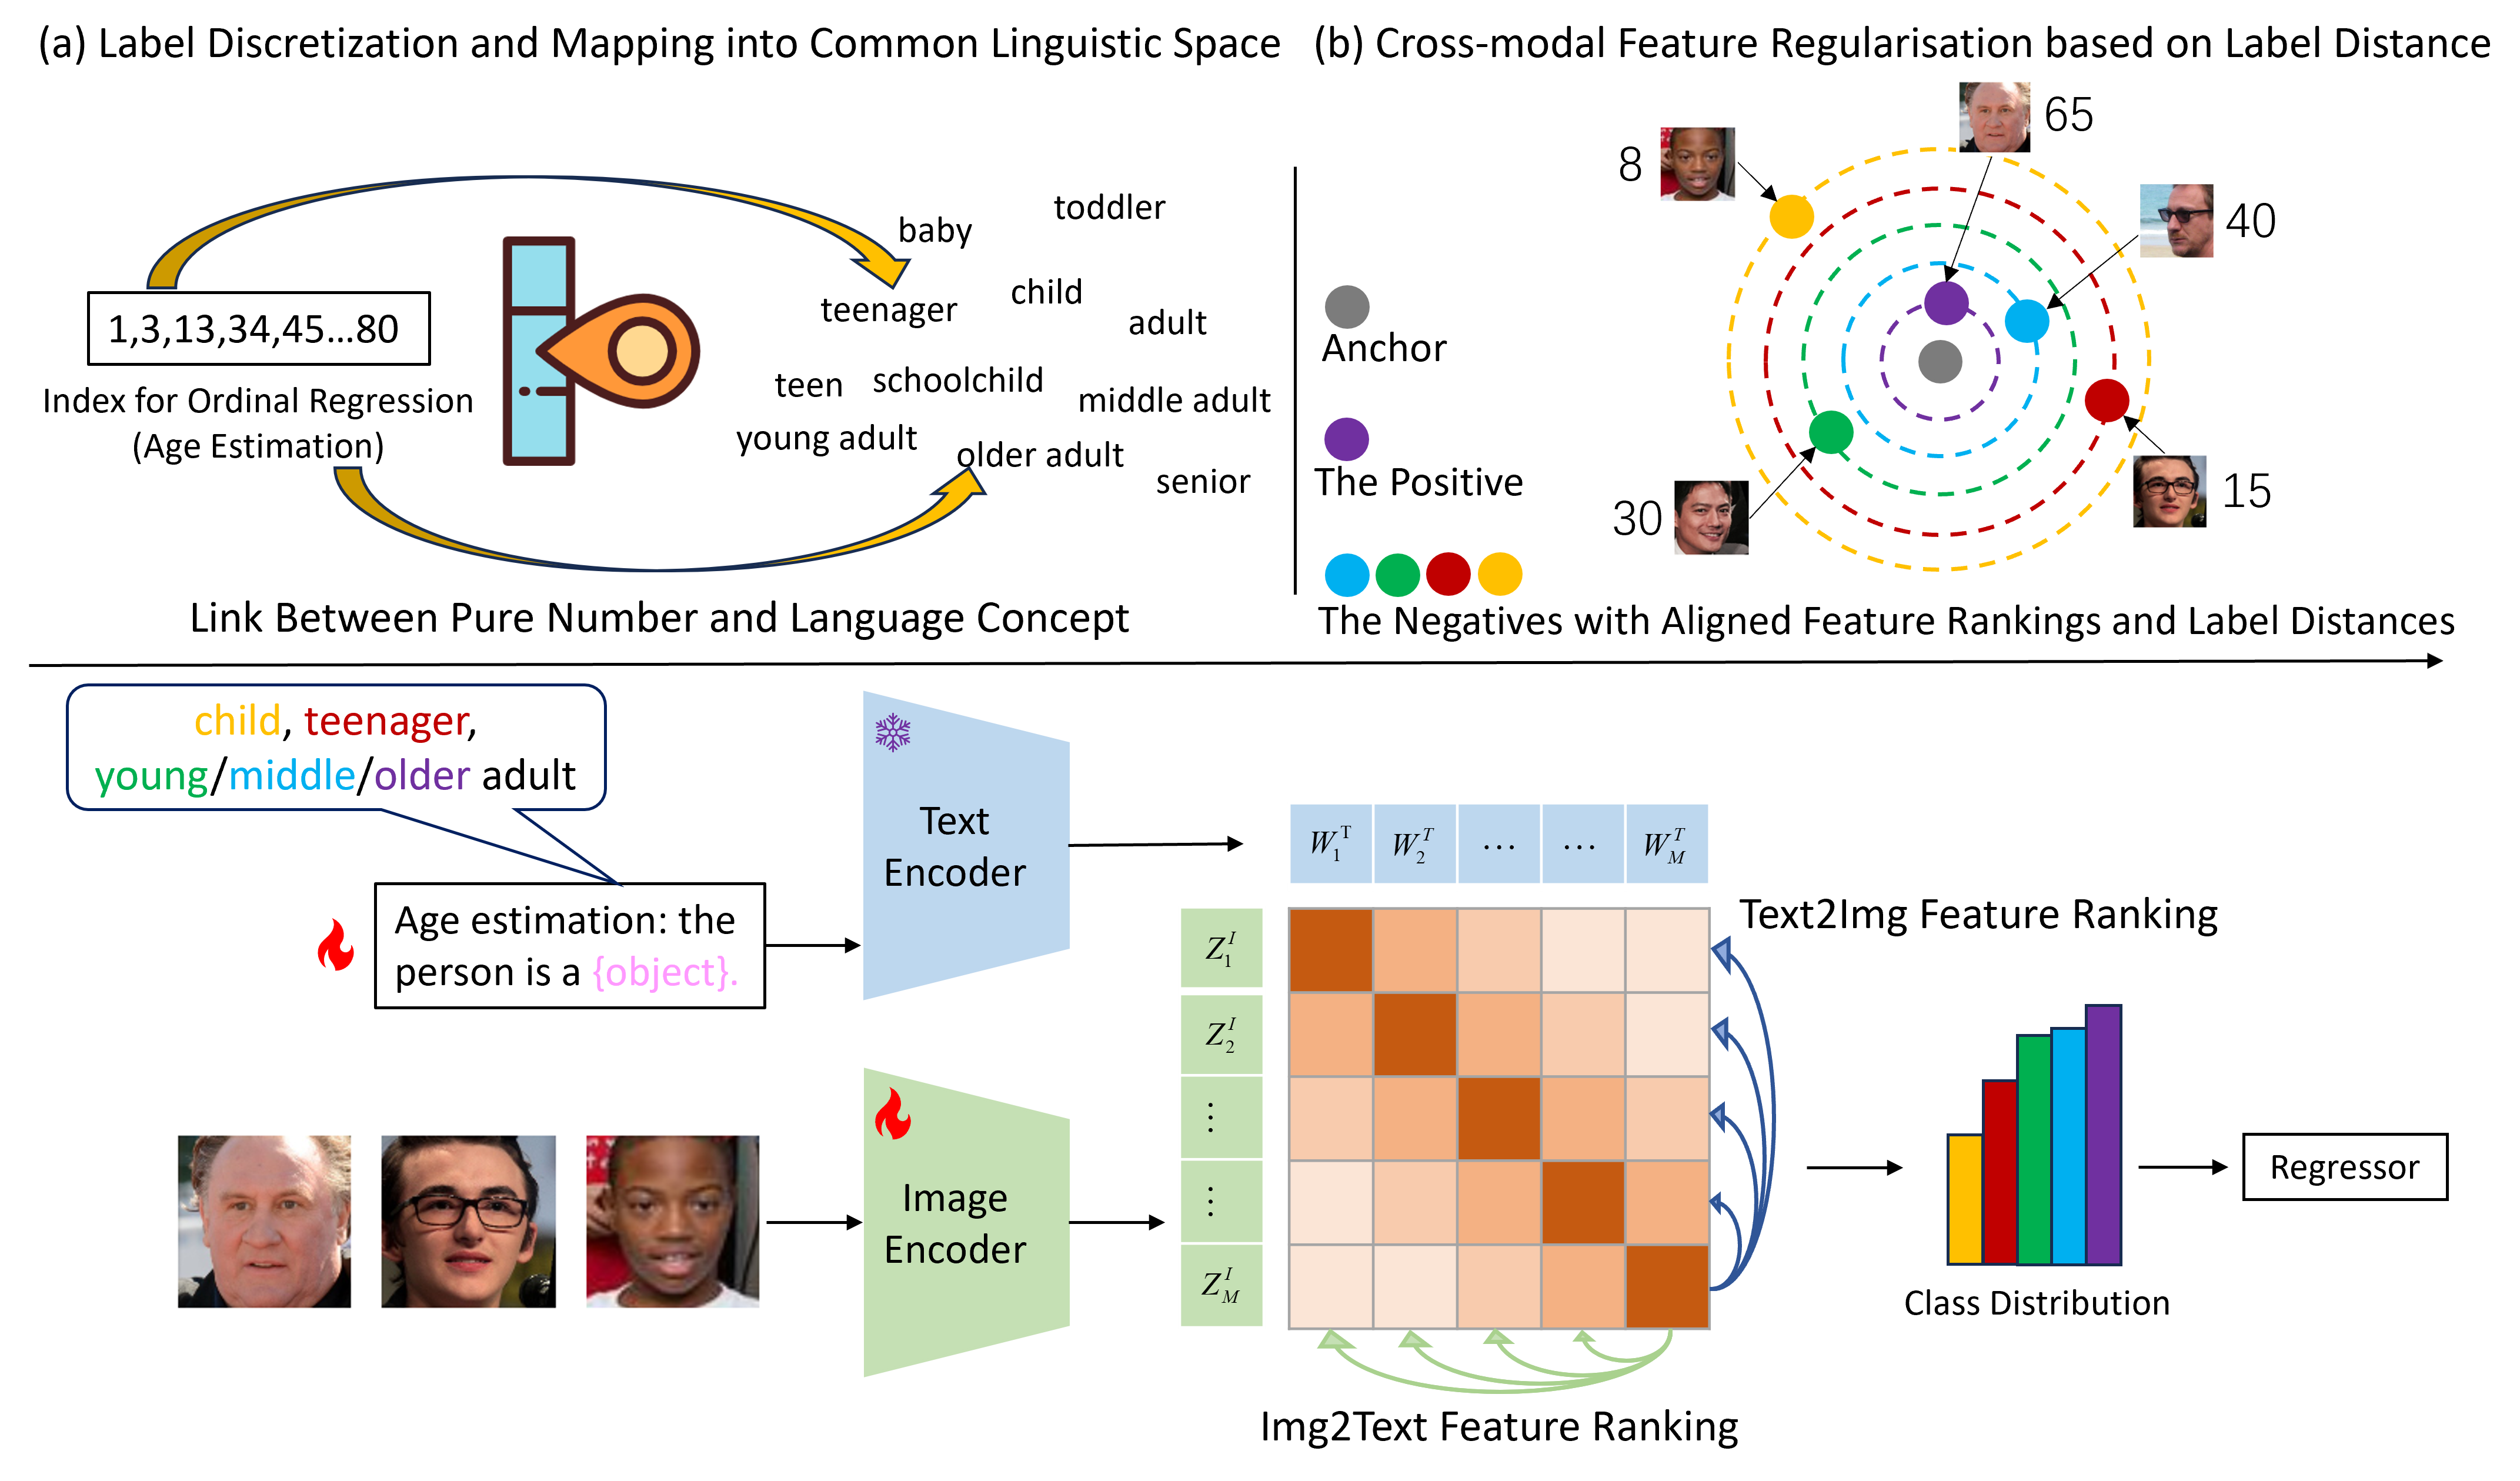 (a) Label Discretization and Mapping into Common Linguistic Space
(b) Cross-modal Feature Regularisation based on Label Distance
1,3,13,34,45...80
Index for Ordinal Regression
(Age Estimation)
baby
toddler
teenager
child
adult
teen
schoolchild
middle adult
young adult
older adult
senior
Link Between Pure Number and Language Concept
Anchor
The Positive
The Negatives with Aligned Feature Rankings and Label Distances
8
65
40
30
15
child, teenager,
young/middle/older adult
Age estimation: the
person is a {object}.
Text
Encoder
Image
Encoder
W_1^T W_2^T ... ... W_M^T
Z_1^I
Z_2^I
⋮
⋮
Z_M^I
Text2Img Feature Ranking
Img2Text Feature Ranking
Class Distribution
Regressor